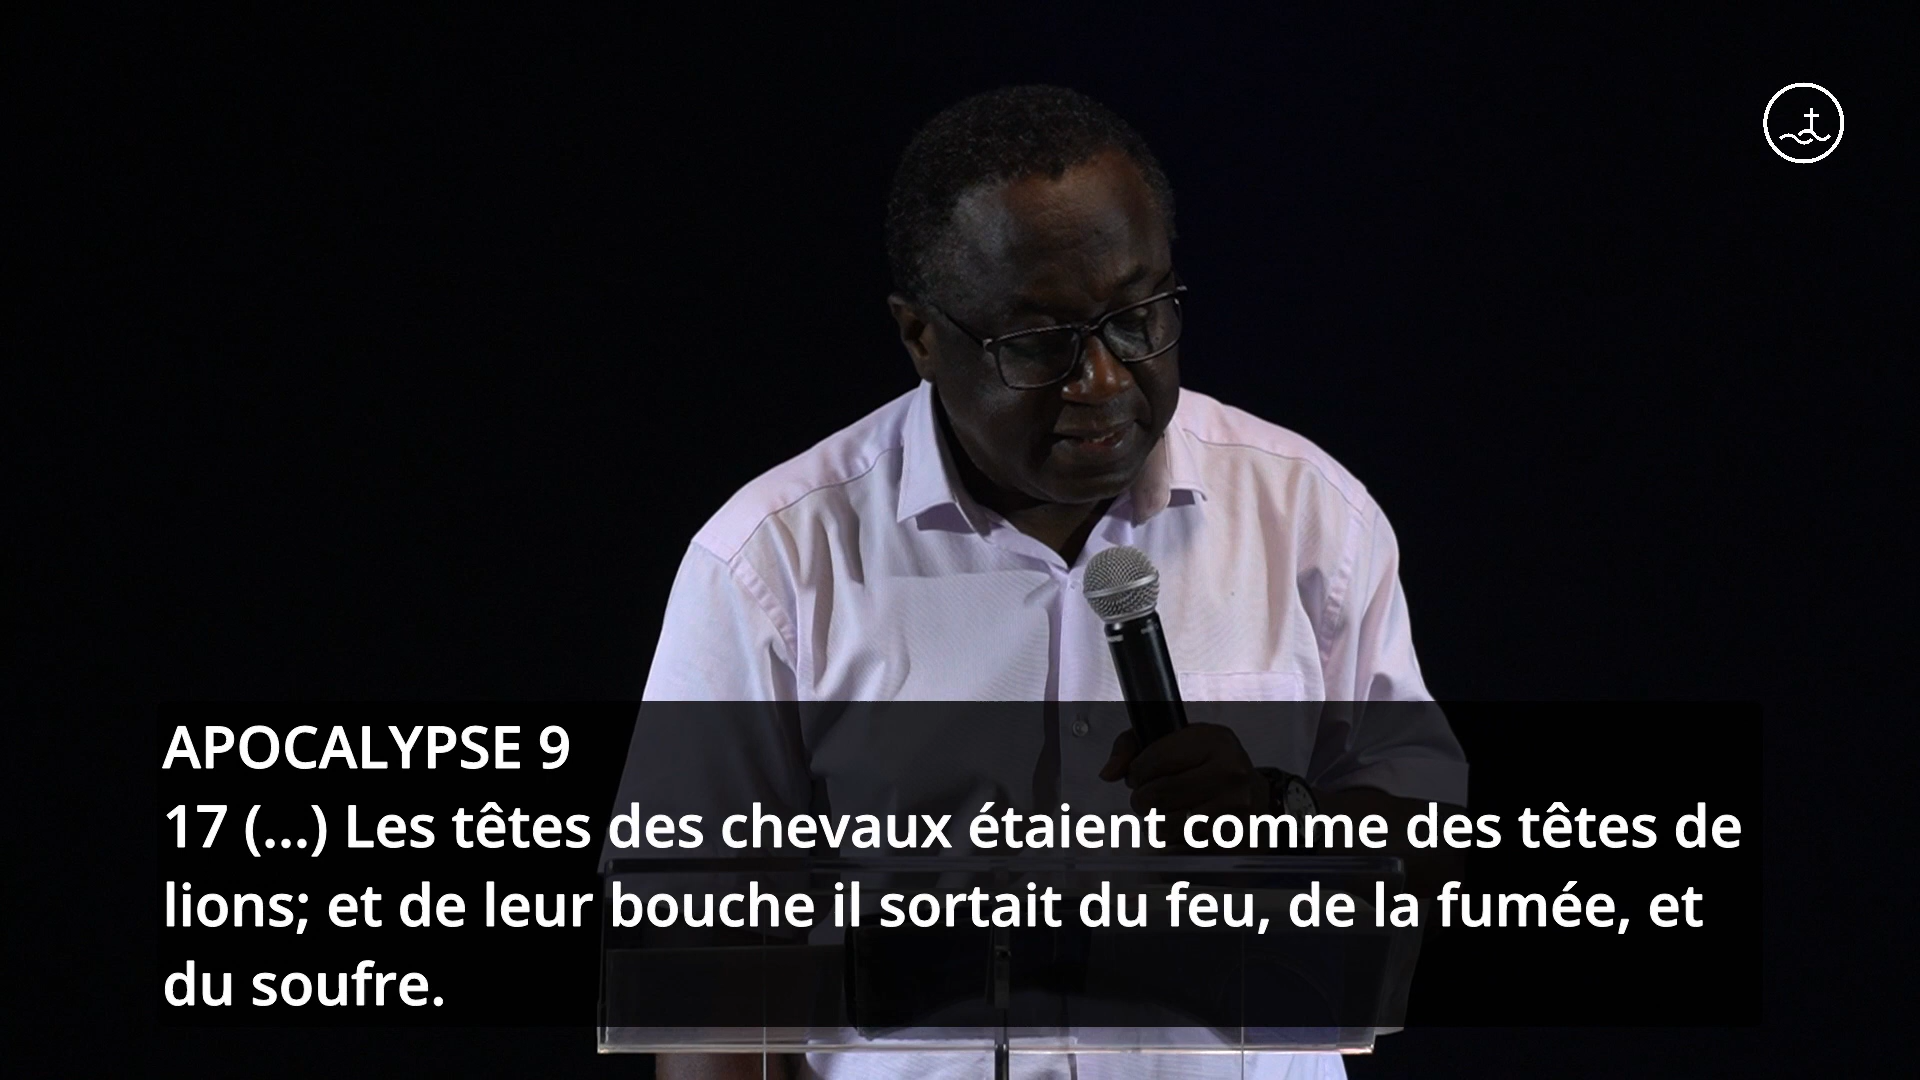 APOCALYPSE 9
17 (...) Les têtes des chevaux étaient comme des têtes de
lions; et de leur bouche il sortait du feu, de la fumée, et
du soufre.